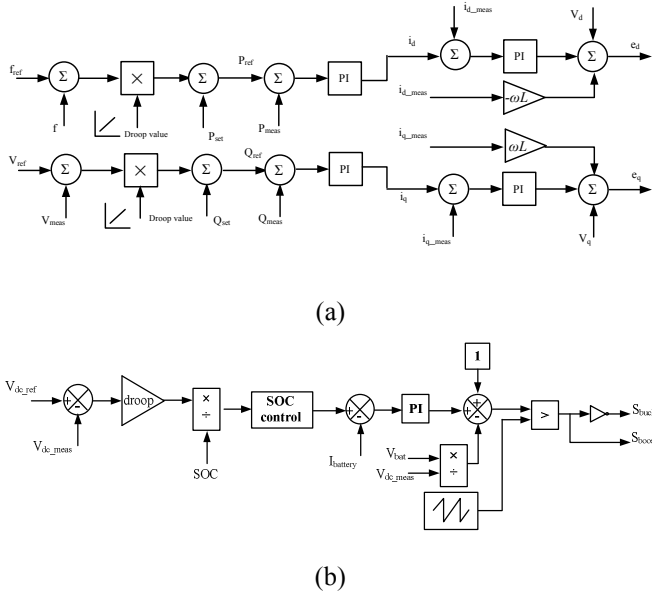 i_d_meas
V_d
f_ref
Σ
×
Σ
P_ref
Σ
PI
i_d
Σ
PI
Σ
e_d
i_d_meas
-ωL
f
Droop value
P_set
P_meas
V_ref
Σ
×
Σ
Q_ref
Σ
PI
i_q_meas
ωL
i_q
Σ
PI
Σ
e_q
V_meas
Droop value
Q_set
Q_meas
i_q_meas
V_q
(a)
1
V_dc_ref
+
-
droop
×
÷
SOC
control
+
-
PI
+
+
-
>
S_buc
S_boos
V_dc_meas
SOC
I_battery
V_bat
V_dc_meas
×
÷
(b)